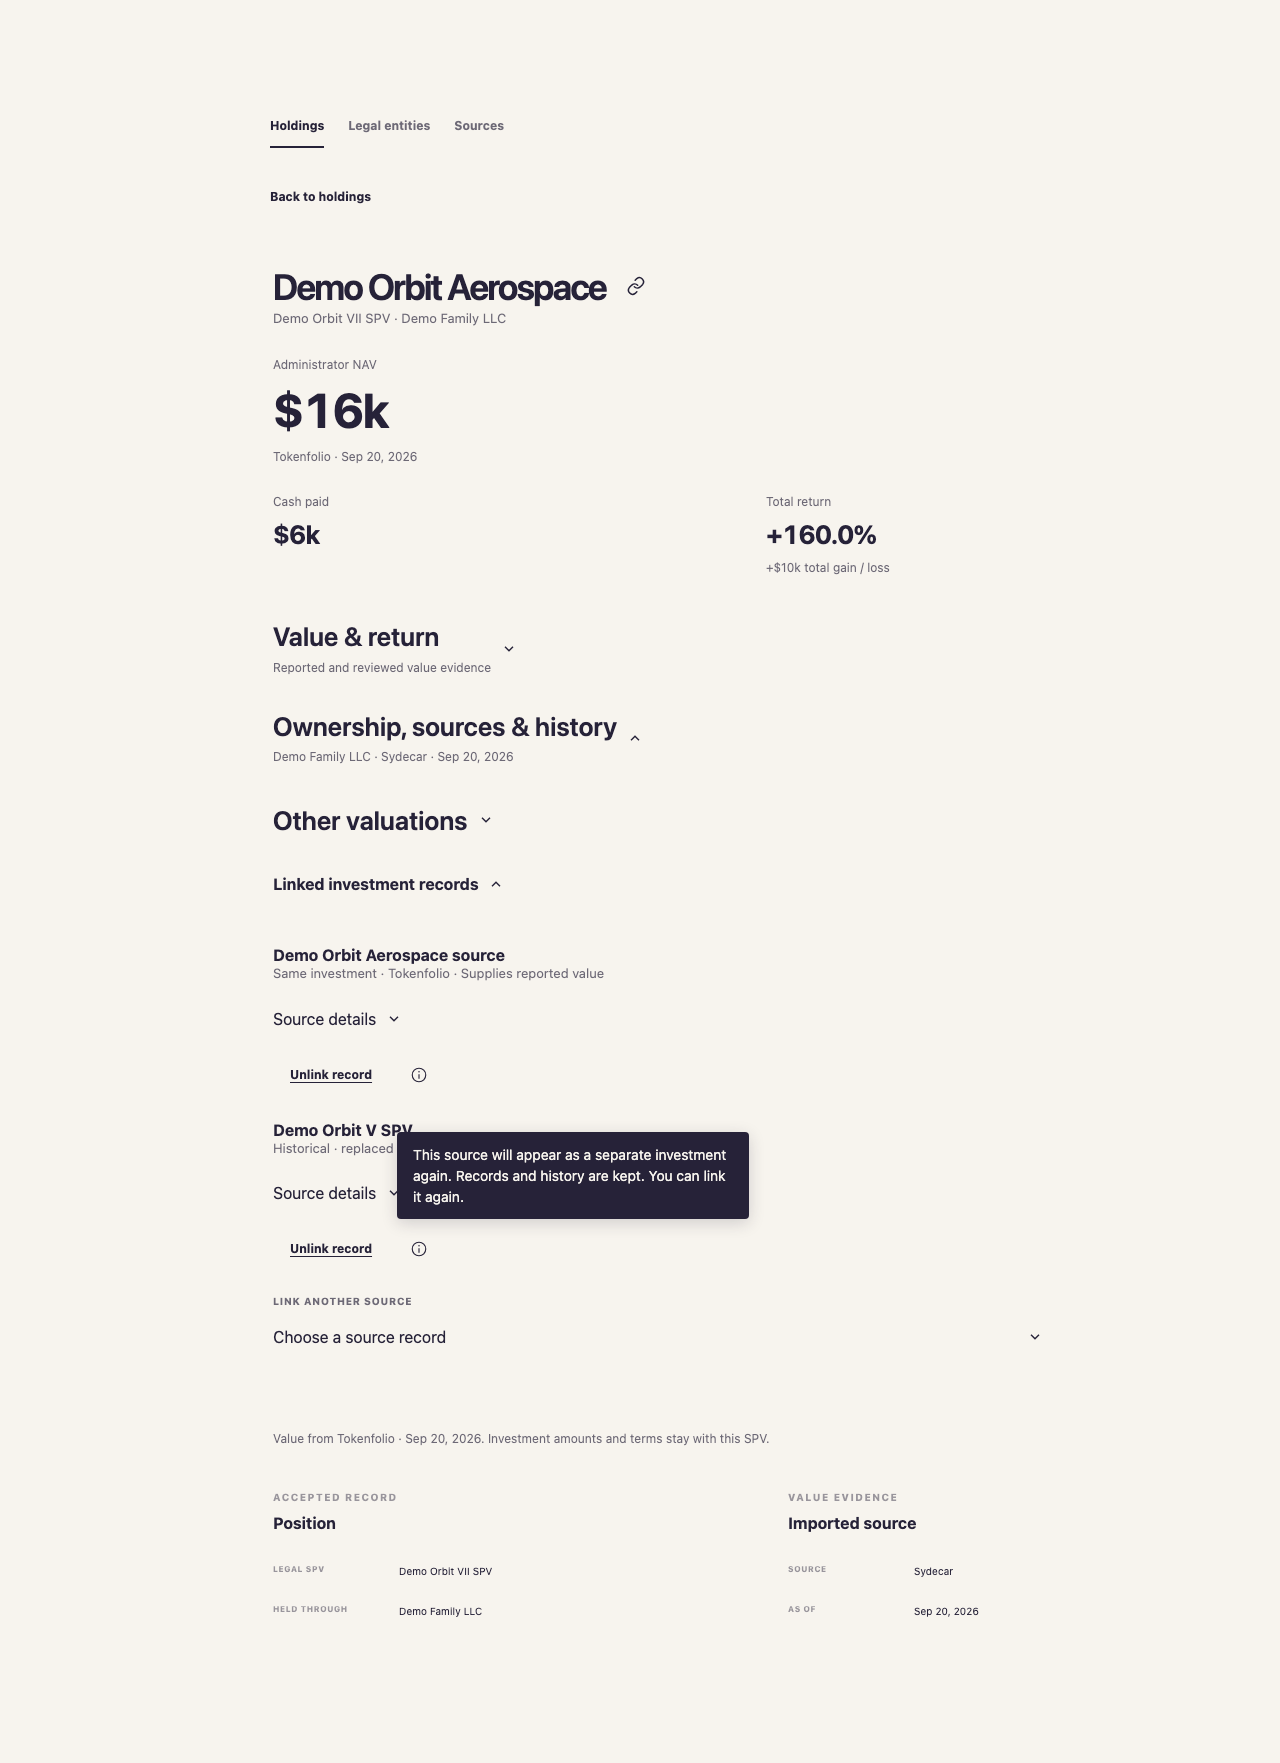 Holdings Legal entities Sources
Back to holdings
Demo Orbit Aerospace
Demo Orbit VII SPV · Demo Family LLC
Administrator NAV
$16k
Tokenfolio · Sep 20, 2026
Cash paid
$6k
Total return
+160.0%
+$10k total gain / loss
Value & return
Reported and reviewed value evidence
Ownership, sources & history
Demo Family LLC · Sydecar · Sep 20, 2026
Other valuations
Linked investment records
Demo Orbit Aerospace source
Same investment · Tokenfolio · Supplies reported value
Source details
Unlink record
Demo Orbit V SPV
Historical · replaced
This source will appear as a separate investment
again. Records and history are kept. You can link
it again.
Source details
Unlink record
LINK ANOTHER SOURCE
Choose a source record
Value from Tokenfolio · Sep 20, 2026. Investment amounts and terms stay with this SPV.
ACCEPTED RECORD
Position
LEGAL SPV Demo Orbit VII SPV
HELD THROUGH Demo Family LLC
VALUE EVIDENCE
Imported source
SOURCE Sydecar
AS OF Sep 20, 2026